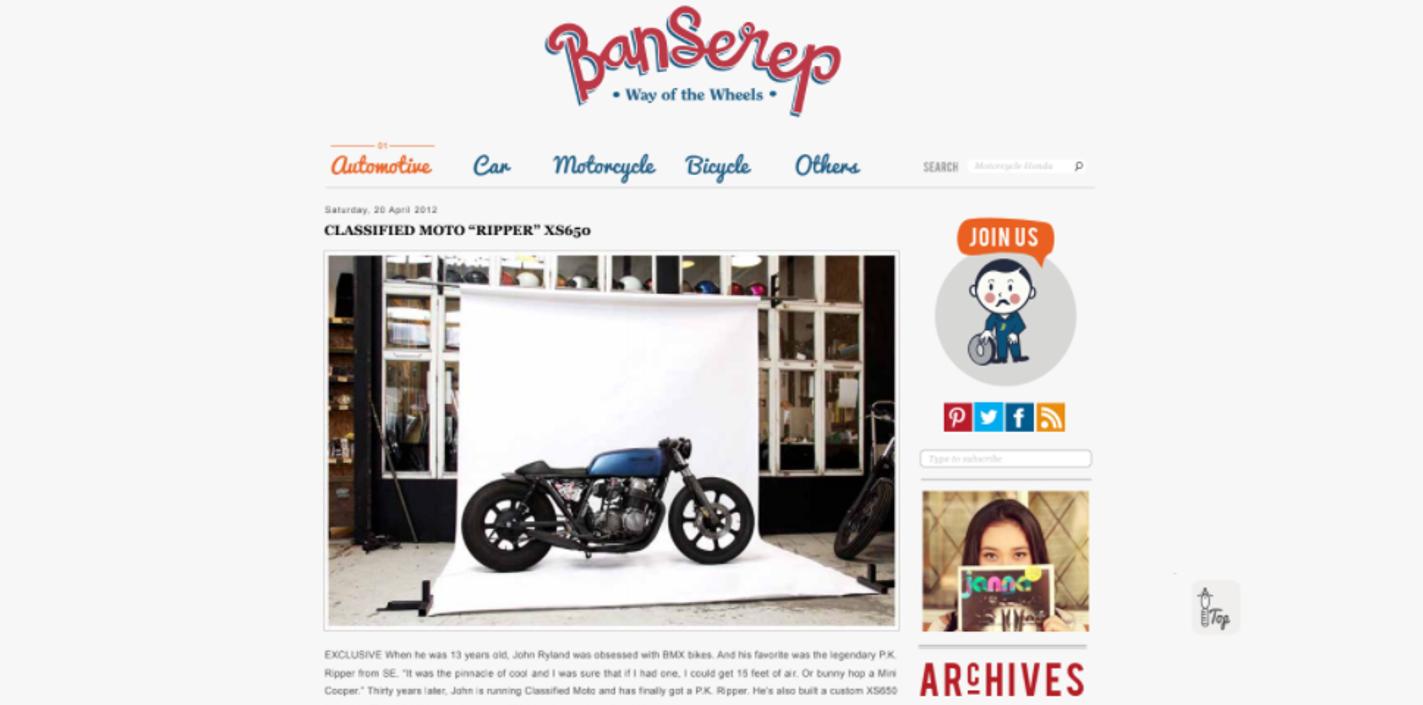 BanSerep
• Way of the Wheels •
01
Automotive Car Motorcycle Bicycle Others SEARCH Motorcycle Honda
Saturday, 20 April 2012
CLASSIFIED MOTO “RIPPER” XS650
JOIN US
Type to subscribe
janna
Top
EXCLUSIVE When he was 13 years old, John Ryland was obsessed with BMX bikes. And his favorite was the legendary P.K.
Ripper from SE. “It was the pinnacle of cool and I was sure that if I had one, I could get 15 feet of air. Or bunny hop a Mini
Cooper.” Thirty years later, John is running Classified Moto and has finally got a P.K. Ripper. He's also built a custom XS650
ARCHIVES